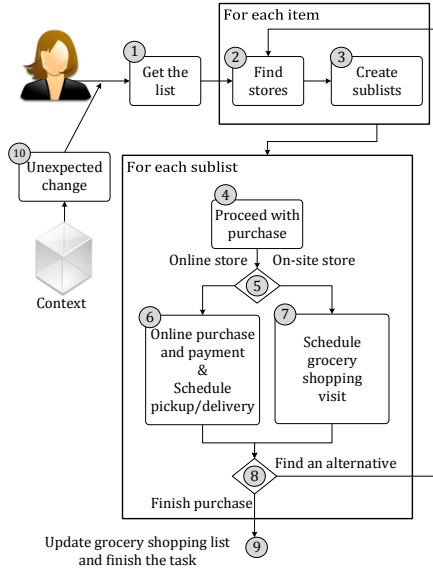 For each item
1
Get the
list
2
Find
stores
3
Create
sublists
10
Unexpected
change
Context
For each sublist
4
Proceed with
purchase
Online store
On-site store
5
6
Online purchase
and payment
&
Schedule
pickup/delivery
7
Schedule
grocery
shopping
visit
8
Find an alternative
Finish purchase
Update grocery shopping list
and finish the task
9